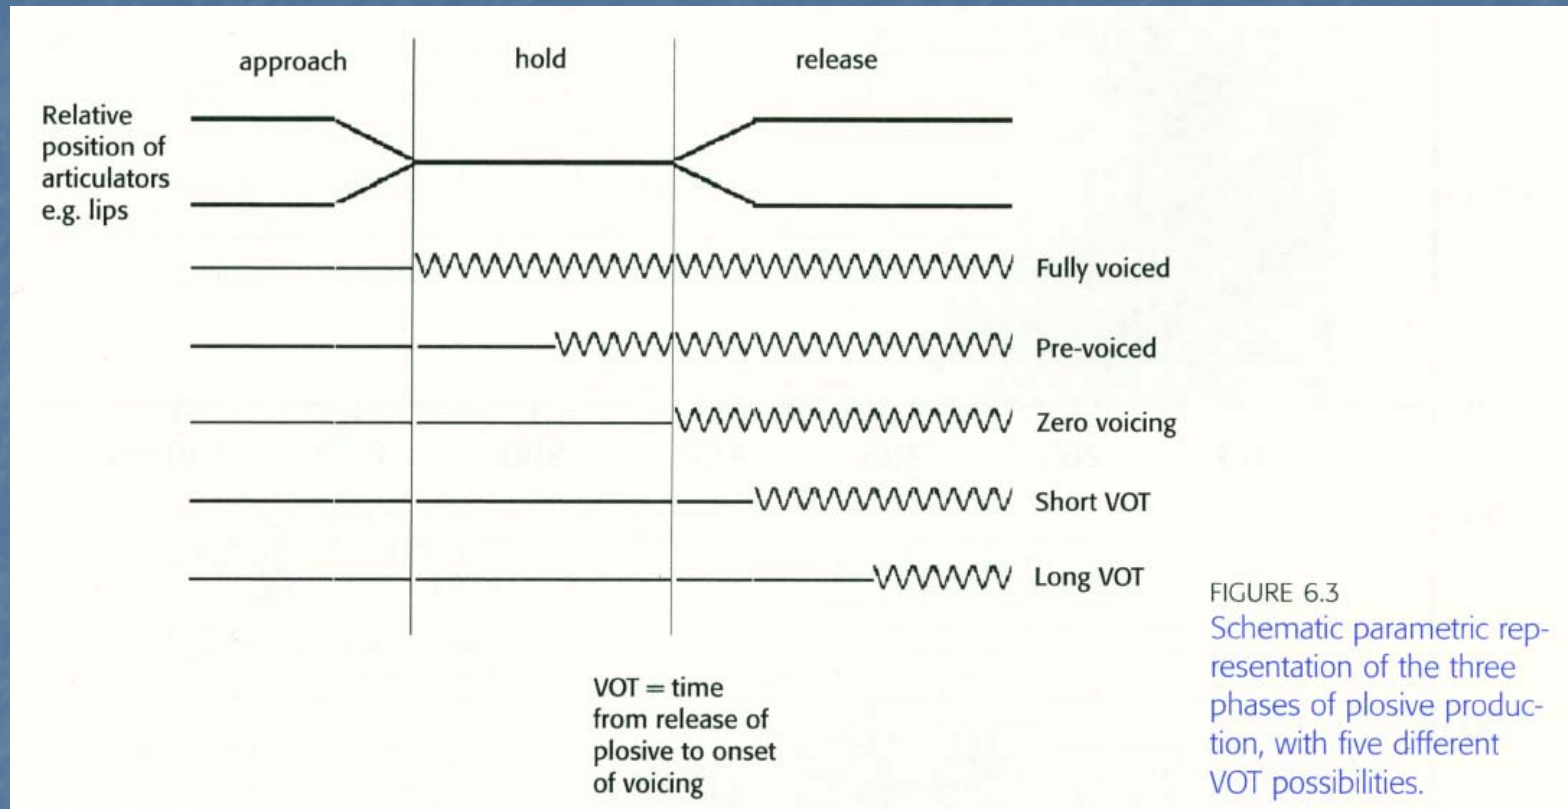 approach hold release
Relative
position of
articulators
e.g. lips
Fully voiced
Pre-voiced
Zero voicing
Short VOT
Long VOT
VOT = time
from release of
plosive to onset
of voicing
FIGURE 6.3
Schematic parametric rep-
resentation of the three
phases of plosive produc-
tion, with five different
VOT possibilities.